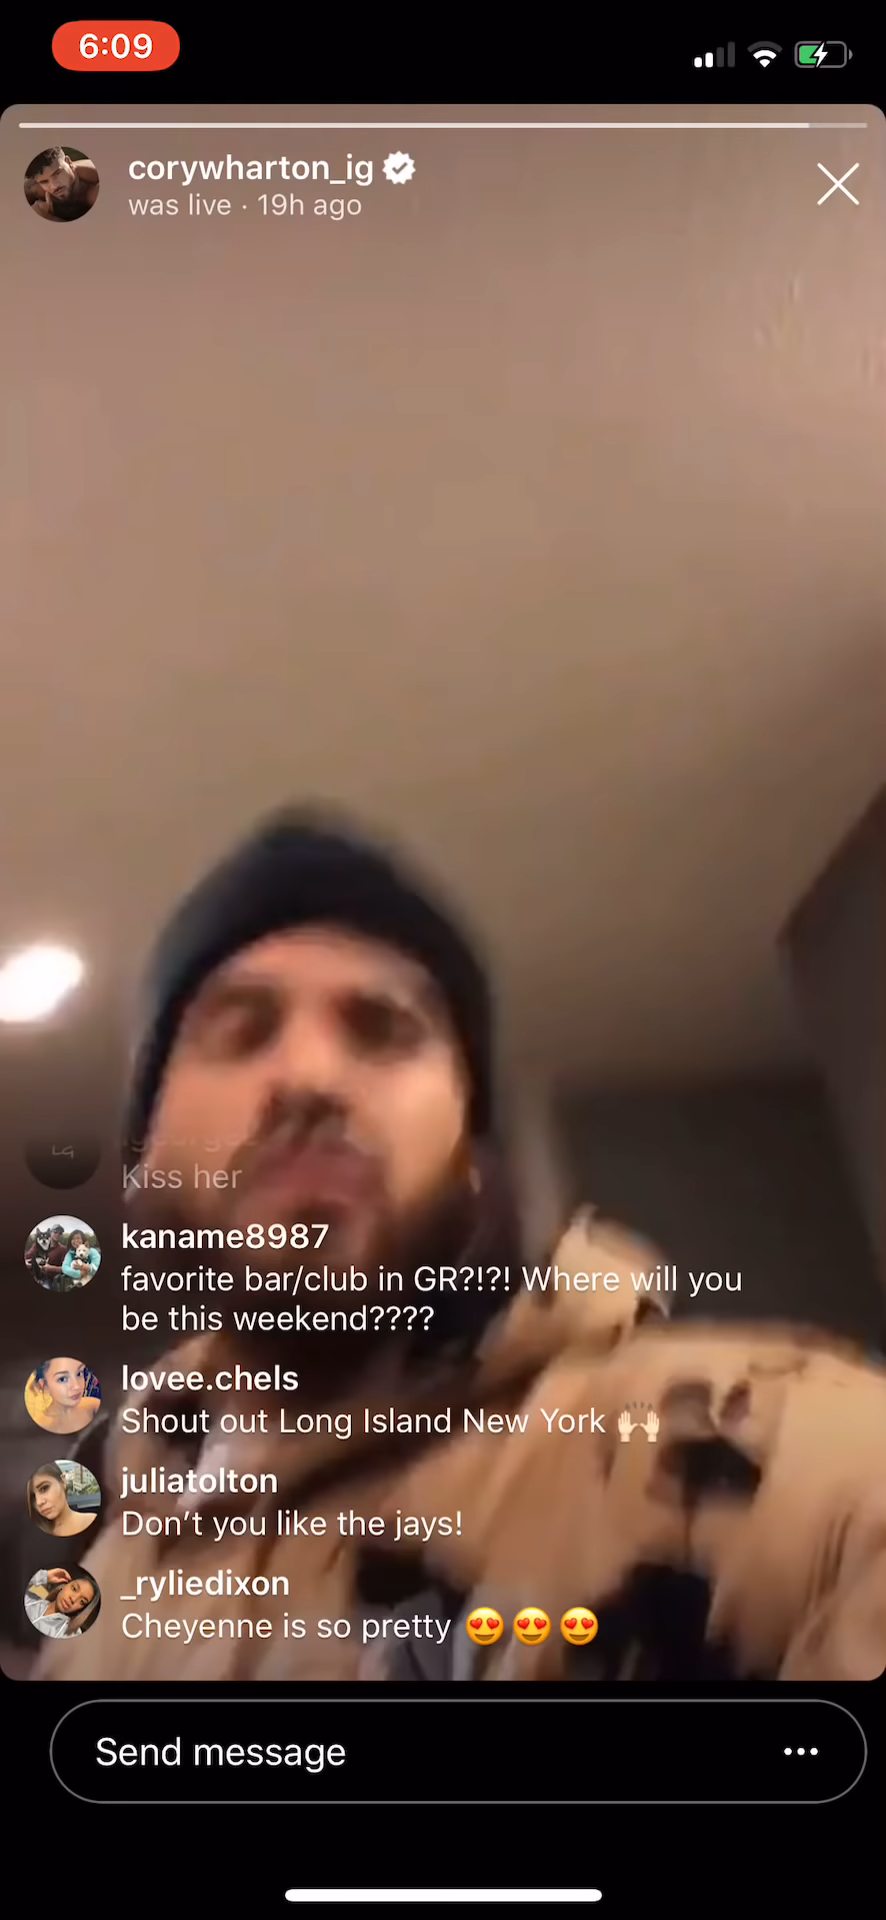 6:09
corywharton_ig
was live · 19h ago
Kiss her
kaname8987
favorite bar/club in GR?!?! Where will you
be this weekend????
lovee.chels
Shout out Long Island New York 🙌🏻
juliatolton
Don’t you like the jays!
_ryliedixon
Cheyenne is so pretty 😍😍😍
Send message